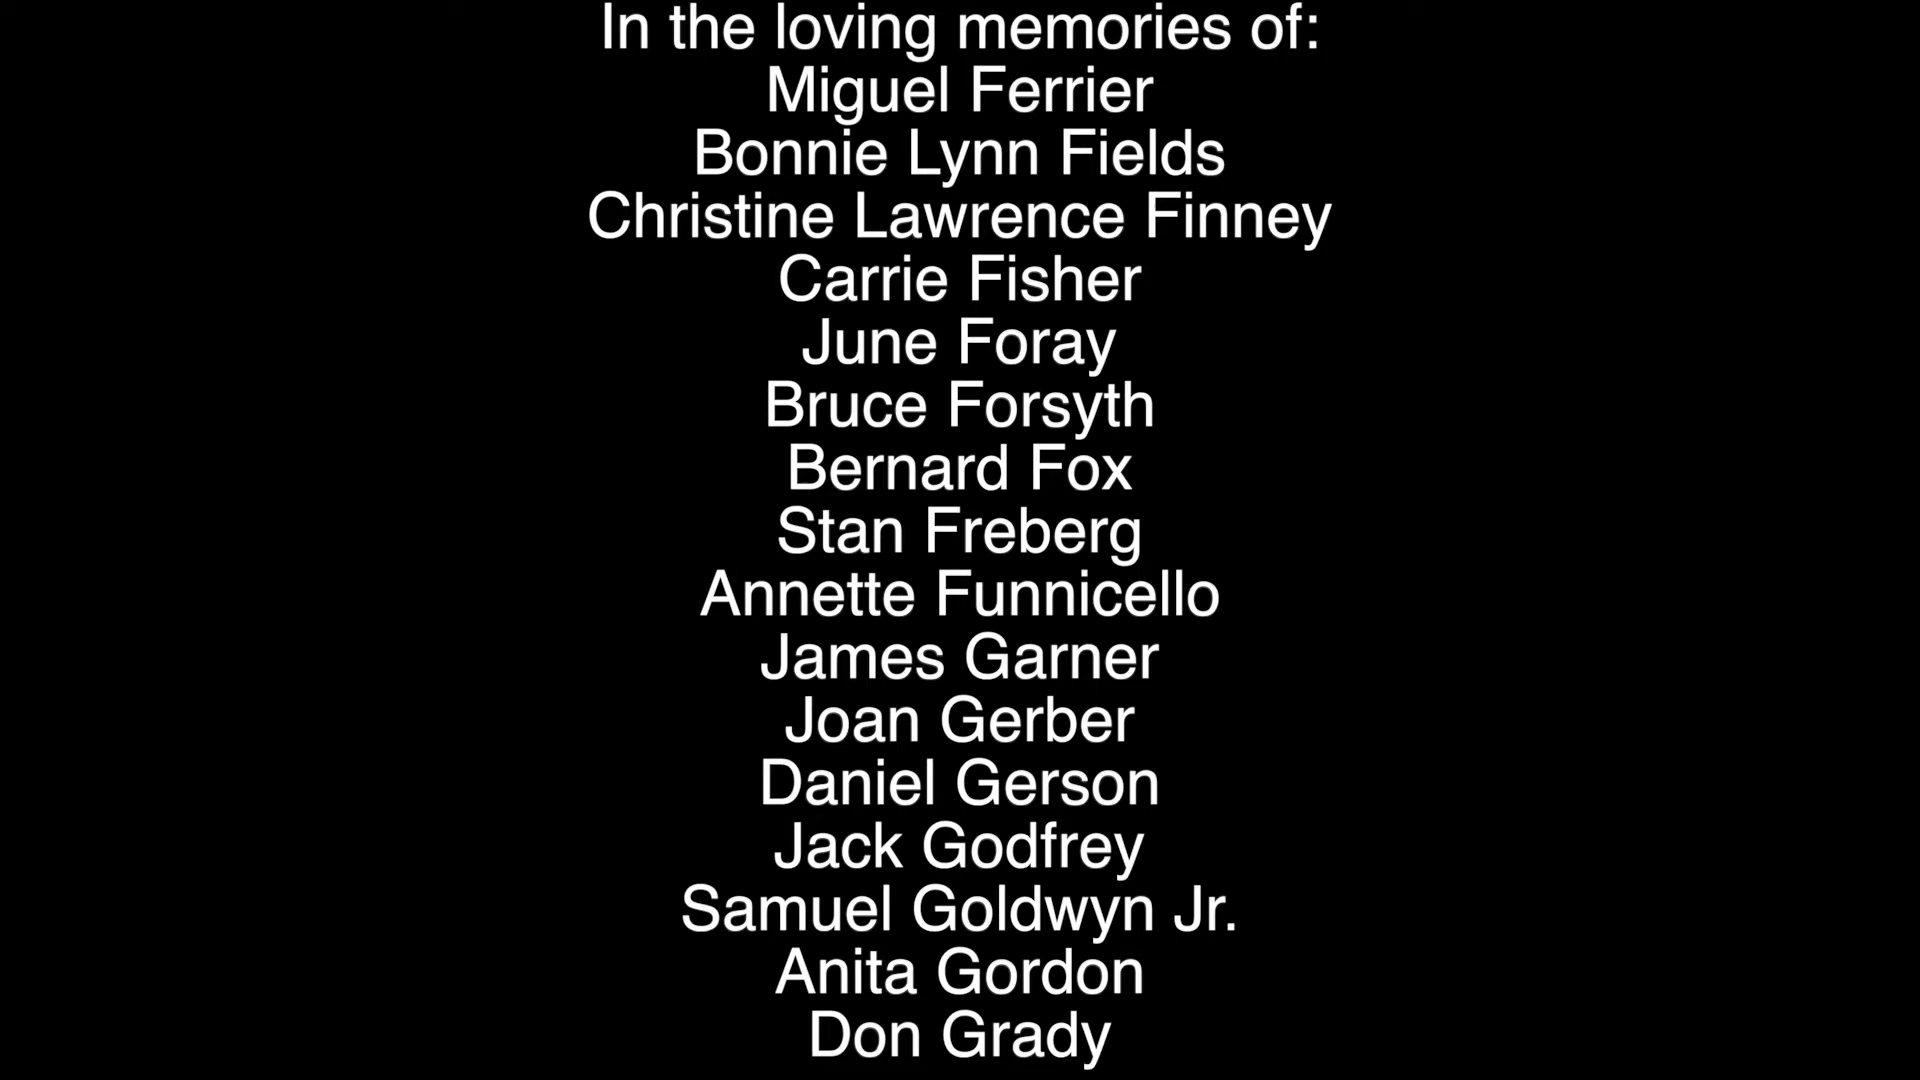 In the loving memories of:
Miguel Ferrier
Bonnie Lynn Fields
Christine Lawrence Finney
Carrie Fisher
June Foray
Bruce Forsyth
Bernard Fox
Stan Freberg
Annette Funnicello
James Garner
Joan Gerber
Daniel Gerson
Jack Godfrey
Samuel Goldwyn Jr.
Anita Gordon
Don Grady